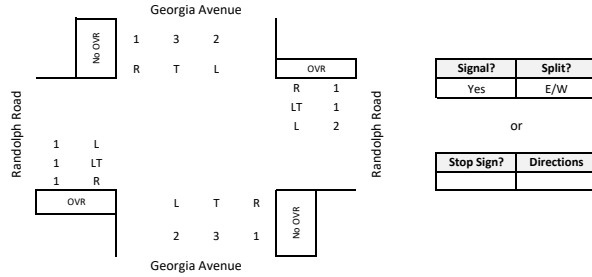 Georgia Avenue
No OVR
1 3 2
R T L
OVR
R 1
LT 1
L 2
Randolph Road
Randolph Road
1 L
1 LT
1 R
OVR
L T R
2 3 1
No OVR
Georgia Avenue
Signal? Split?
Yes E/W
or
Stop Sign? Directions